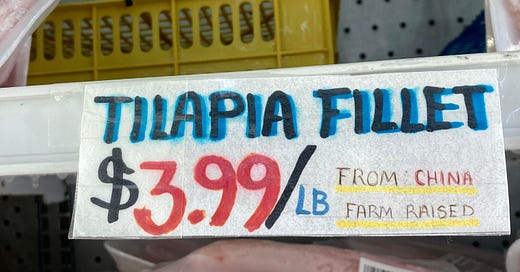 TILAPIA FILLET
$3.99/LB
FROM: CHINA
FARM RAISED